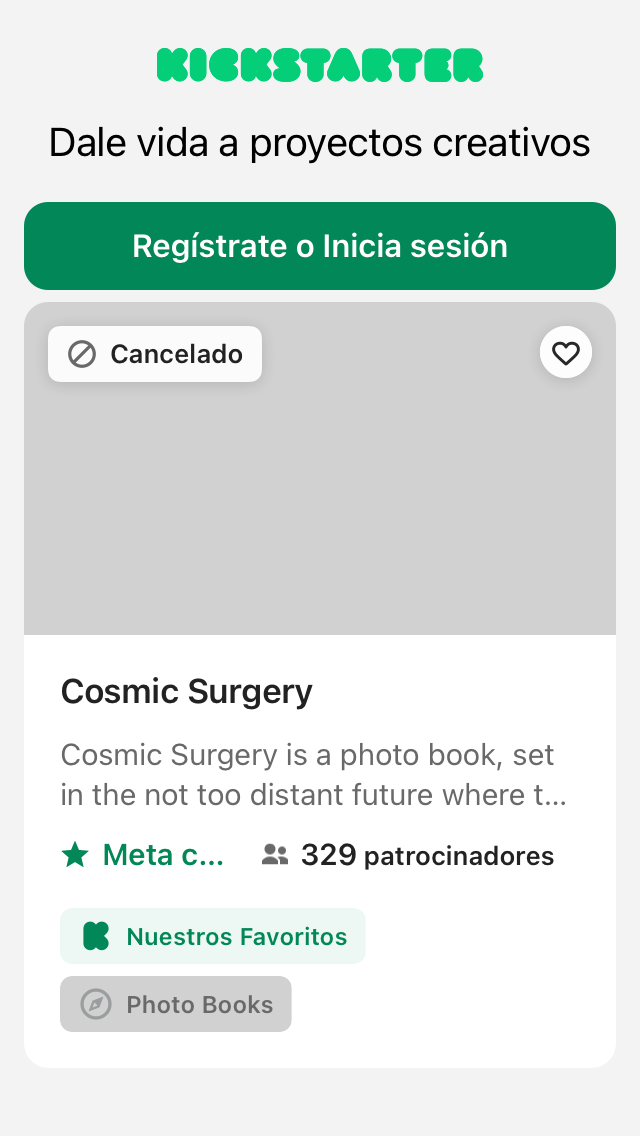 KICKSTARTER
Dale vida a proyectos creativos
Regístrate o Inicia sesión
Cancelado
Cosmic Surgery
Cosmic Surgery is a photo book, set
in the not too distant future where t...
Meta c...
329 patrocinadores
Nuestros Favoritos
Photo Books